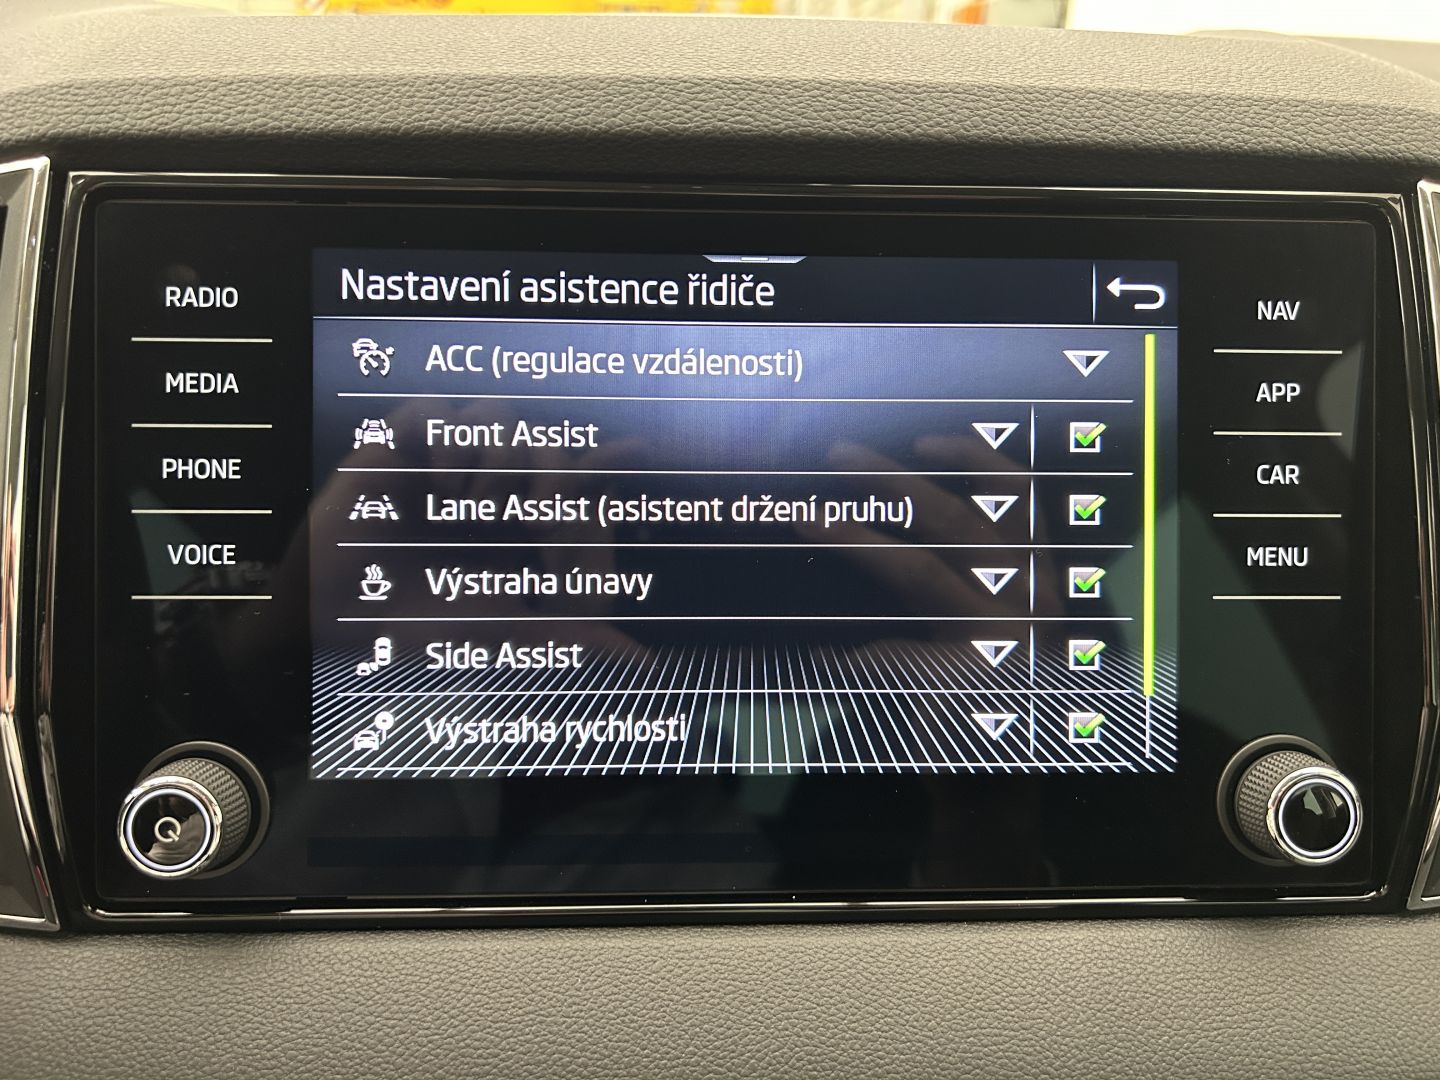 RADIO
MEDIA
PHONE
VOICE
Nastavení asistence řidiče
ACC (regulace vzdálenosti)
Front Assist
Lane Assist (asistent držení pruhu)
Výstraha únavy
Side Assist
Výstraha rychlosti
NAV
APP
CAR
MENU